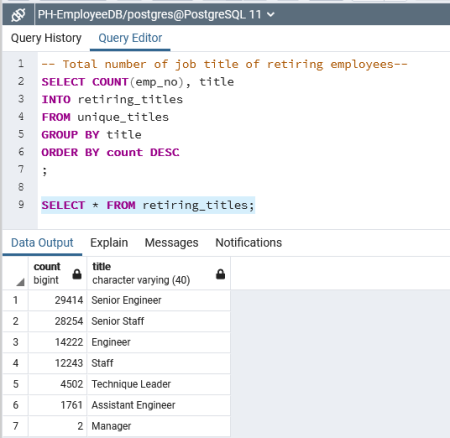 PH-EmployeeDB/postgres@PostgreSQL 11
Query History Query Editor
1 -- Total number of job title of retiring employees--
2 SELECT COUNT(emp_no), title
3 INTO retiring_titles
4 FROM unique_titles
5 GROUP BY title
6 ORDER BY count DESC
7 ;
8
9 SELECT * FROM retiring_titles;
Data Output Explain Messages Notifications
count title
bigint character varying (40)
1 29414 Senior Engineer
2 28254 Senior Staff
3 14222 Engineer
4 12243 Staff
5 4502 Technique Leader
6 1761 Assistant Engineer
7 2 Manager